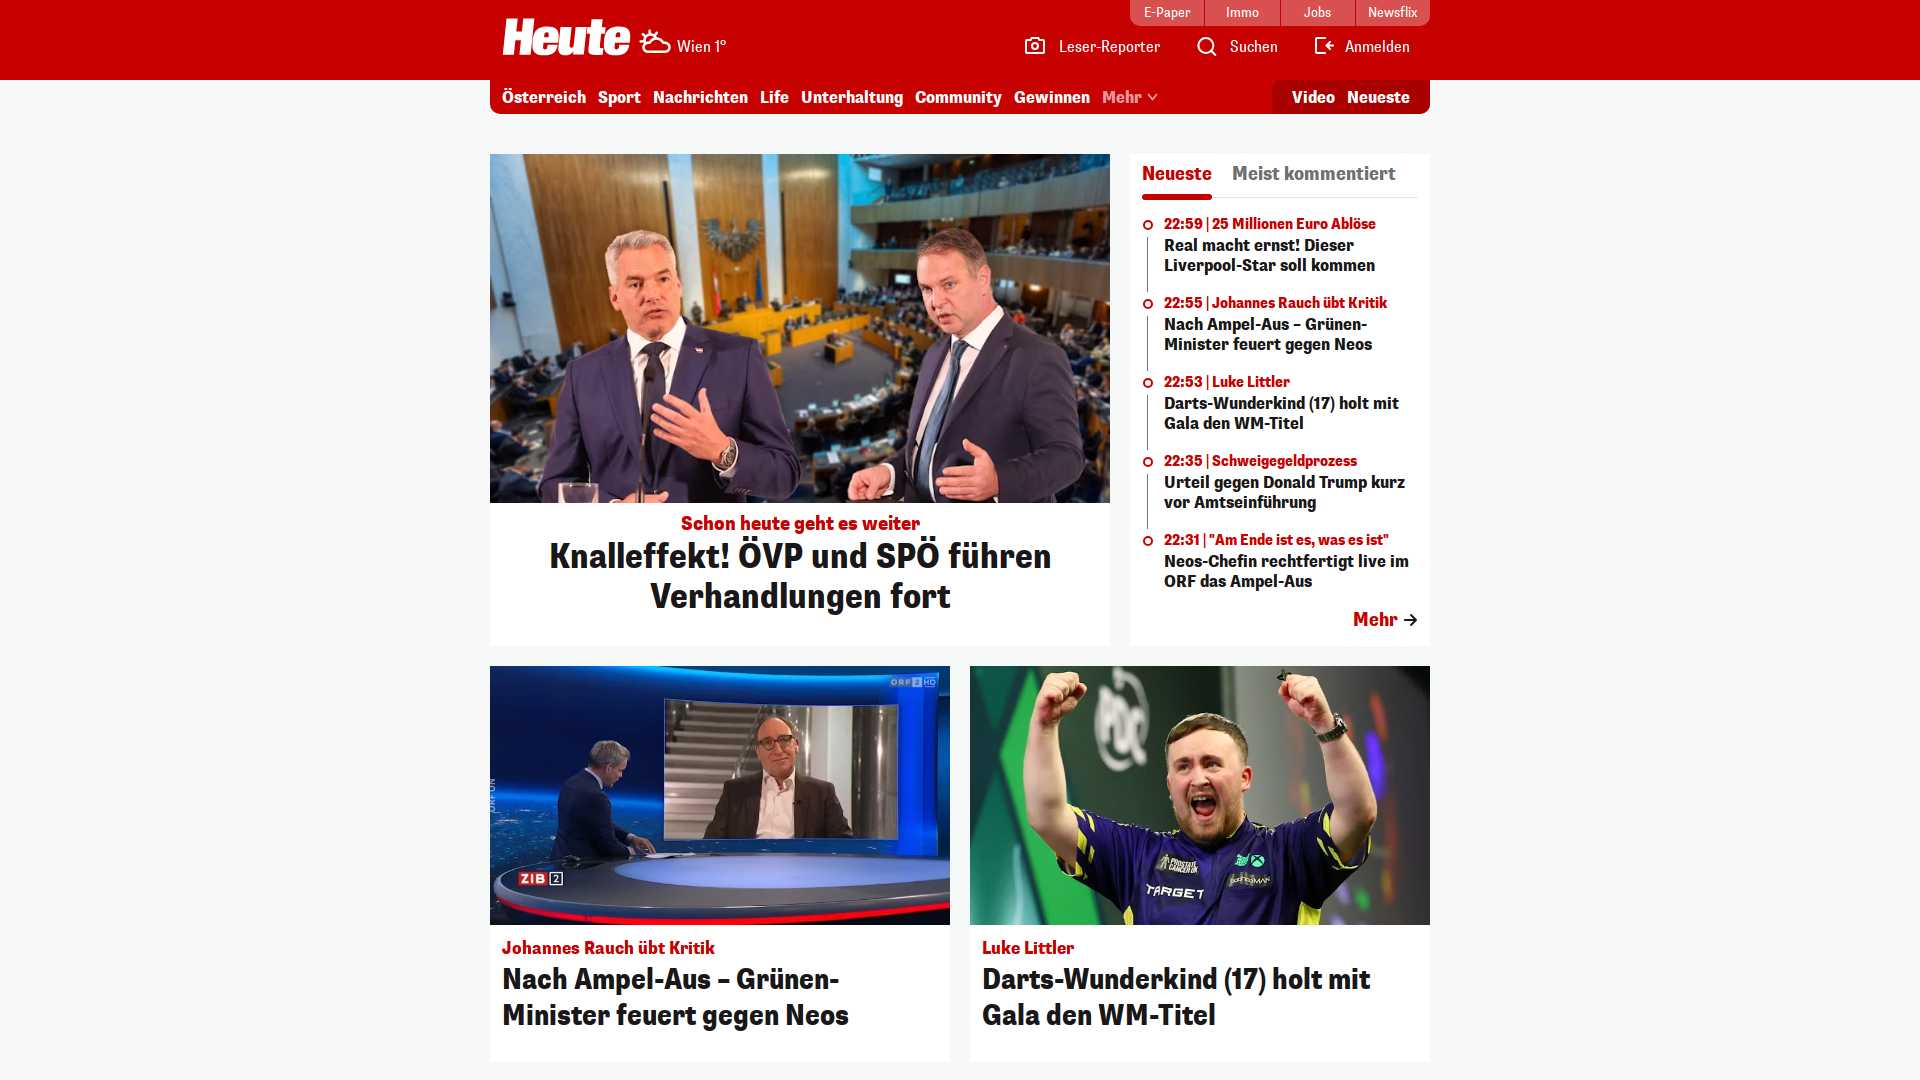 E-Paper
Immo
Jobs
Newsflix
Heute
Wien 1°
Leser-Reporter
Suchen
Anmelden
Österreich
Sport
Nachrichten
Life
Unterhaltung
Community
Gewinnen
Mehr
Video
Neueste
Schon heute geht es weiter
Knalleffekt! ÖVP und SPÖ führen
Verhandlungen fort
Neueste
Meist kommentiert
22:59 | 25 Millionen Euro Ablöse
Real macht ernst! Dieser
Liverpool-Star soll kommen
22:55 | Johannes Rauch übt Kritik
Nach Ampel-Aus – Grünen-
Minister feuert gegen Neos
22:53 | Luke Littler
Darts-Wunderkind (17) holt mit
Gala den WM-Titel
22:35 | Schweigegeldprozess
Urteil gegen Donald Trump kurz
vor Amtseinführung
22:31 | "Am Ende ist es, was es ist"
Neos-Chefin rechtfertigt live im
ORF das Ampel-Aus
Mehr
ORF 2 HD
ZIB 2
Johannes Rauch übt Kritik
Nach Ampel-Aus – Grünen-
Minister feuert gegen Neos
PDC
PROSTATE
CANCER UK
TARGET
Luke Littler
Darts-Wunderkind (17) holt mit
Gala den WM-Titel